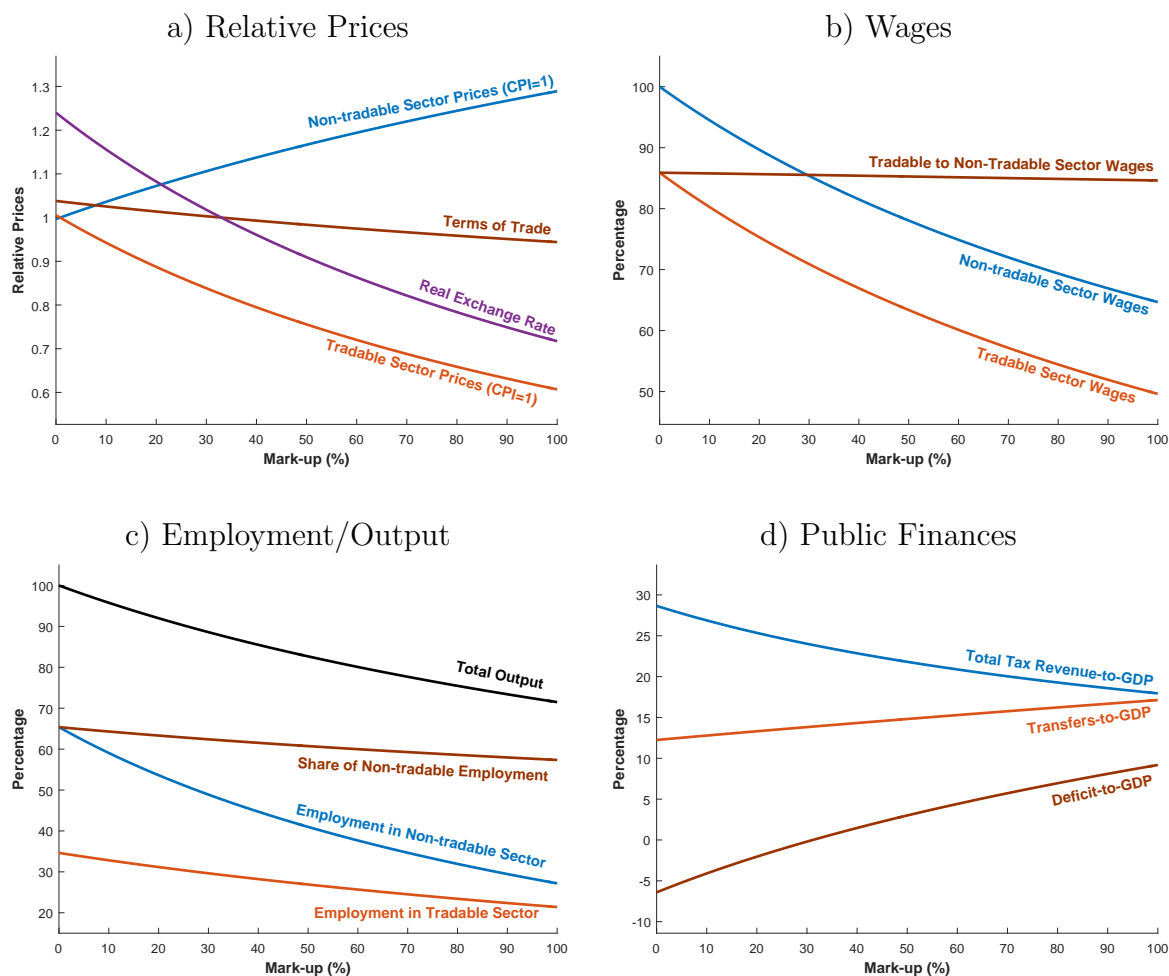 a) Relative Prices
1.3
1.2
1.1
1
0.9
0.8
0.7
0.6
Relative Prices
Non-tradable Sector Prices (CPI=1)
Terms of Trade
Real Exchange Rate
Tradable Sector Prices (CPI=1)
0 10 20 30 40 50 60 70 80 90 100
Mark-up (%)
b) Wages
100
90
80
70
60
50
Percentage
Tradable to Non-Tradable Sector Wages
Non-tradable Sector Wages
Tradable Sector Wages
0 10 20 30 40 50 60 70 80 90 100
Mark-up (%)
c) Employment/Output
100
90
80
70
60
50
40
30
20
Percentage
Total Output
Share of Non-tradable Employment
Employment in Non-tradable Sector
Employment in Tradable Sector
0 10 20 30 40 50 60 70 80 90 100
Mark-up (%)
d) Public Finances
30
25
20
15
10
5
0
-5
-10
Percentage
Total Tax Revenue-to-GDP
Transfers-to-GDP
Deficit-to-GDP
0 10 20 30 40 50 60 70 80 90 100
Mark-up (%)